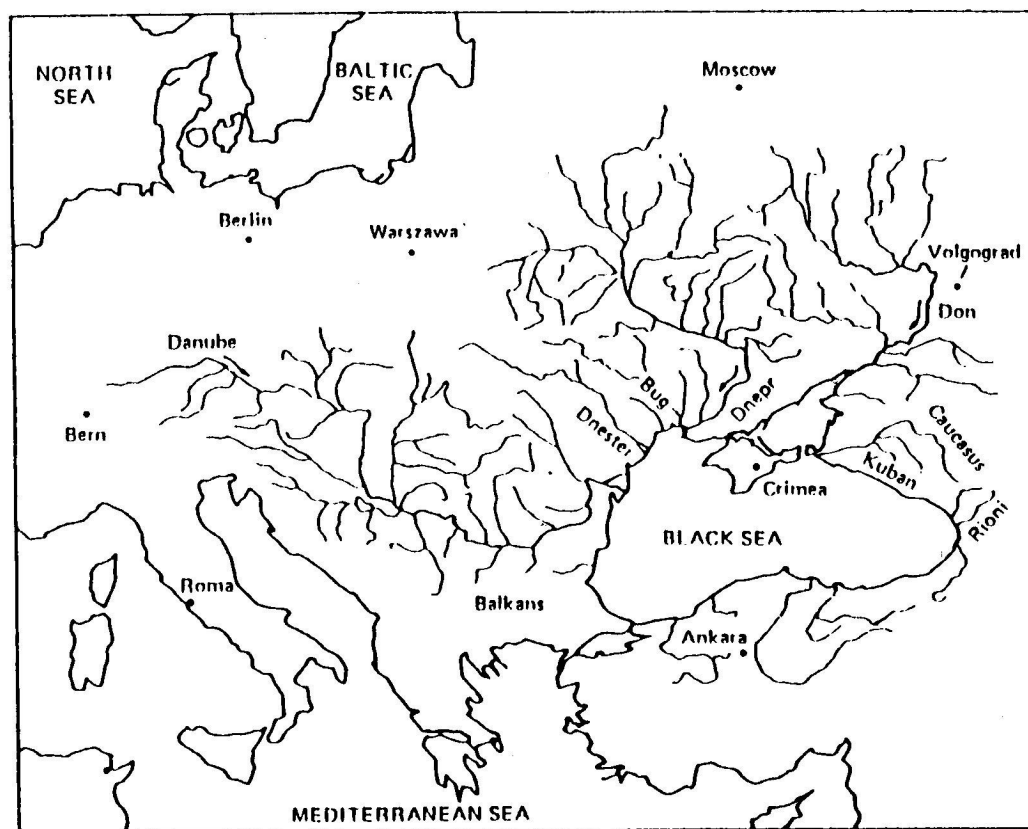 NORTH
SEA
BALTIC
SEA
Moscow
Berlin
Warszawa
Volgograd
Don
Danube
Bern
Bug
Dnepr
Dnester
Caucasus
Kuban
Crimea
Rioni
BLACK SEA
Roma
Balkans
Ankara
MEDITERRANEAN SEA